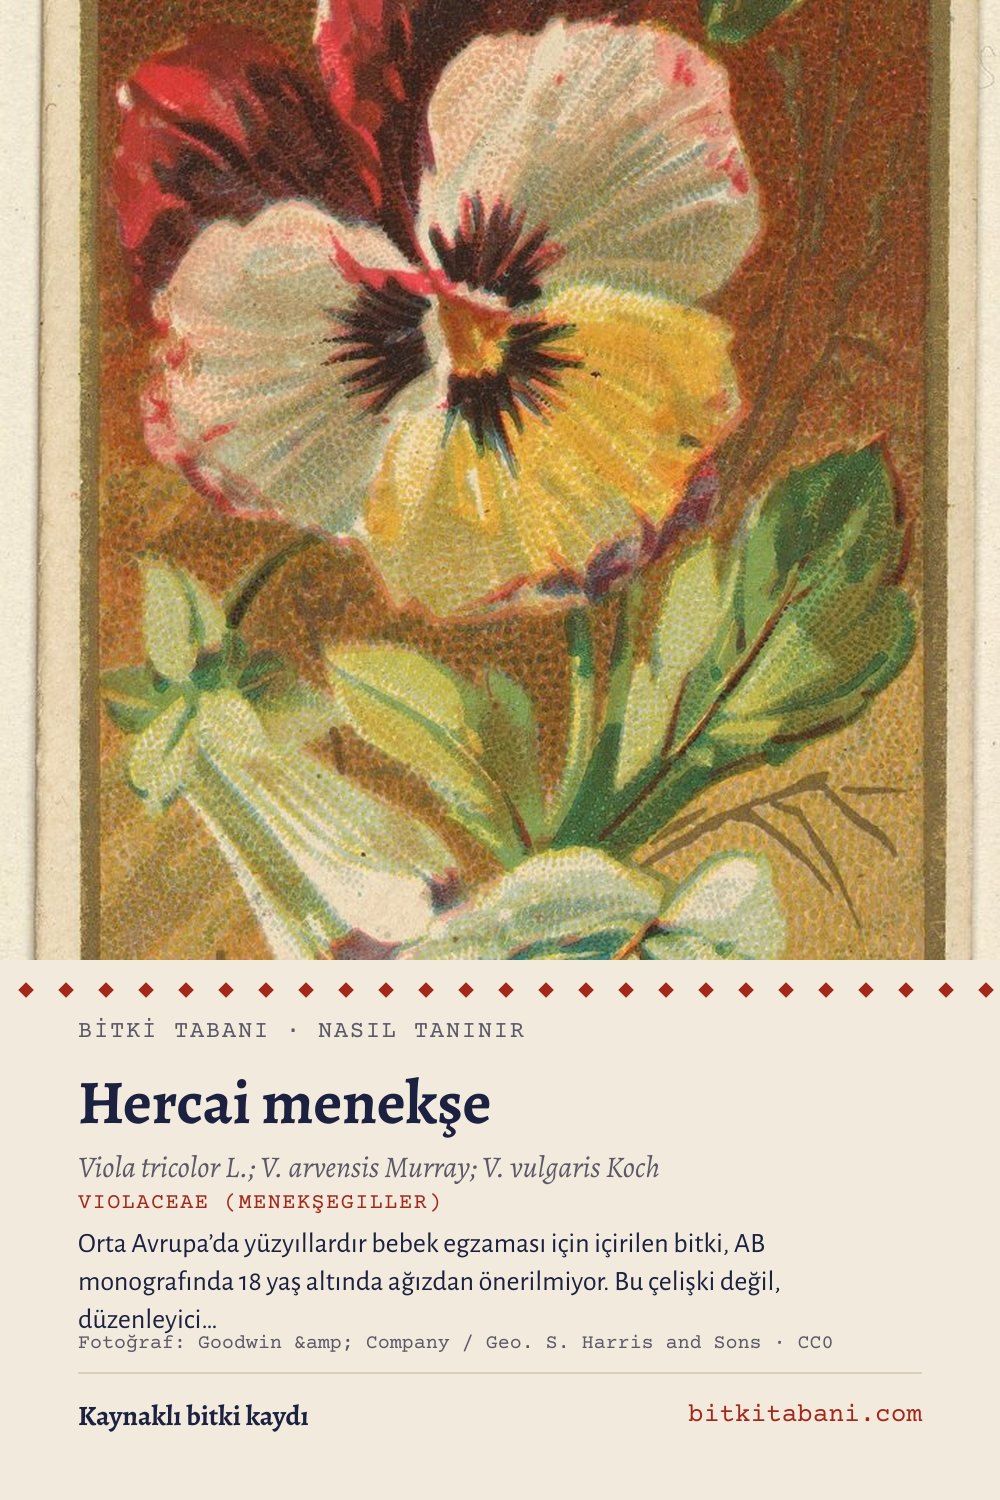 BİTKİ TABANI · NASIL TANINIR
Hercai menekşe
Viola tricolor L.; V. arvensis Murray; V. vulgaris Koch
VIOLACEAE (MENEKŞEGILLER)
Orta Avrupa’da yüzyıllardır bebek egzaması için içirilen bitki, AB
monografında 18 yaş altında ağızdan önerilmiyor. Bu çelişki değil,
düzenleyici…
Fotoğraf: Goodwin &amp; Company / Geo. S. Harris and Sons · CC0
Kaynaklı bitki kaydı
bitkitabani.com